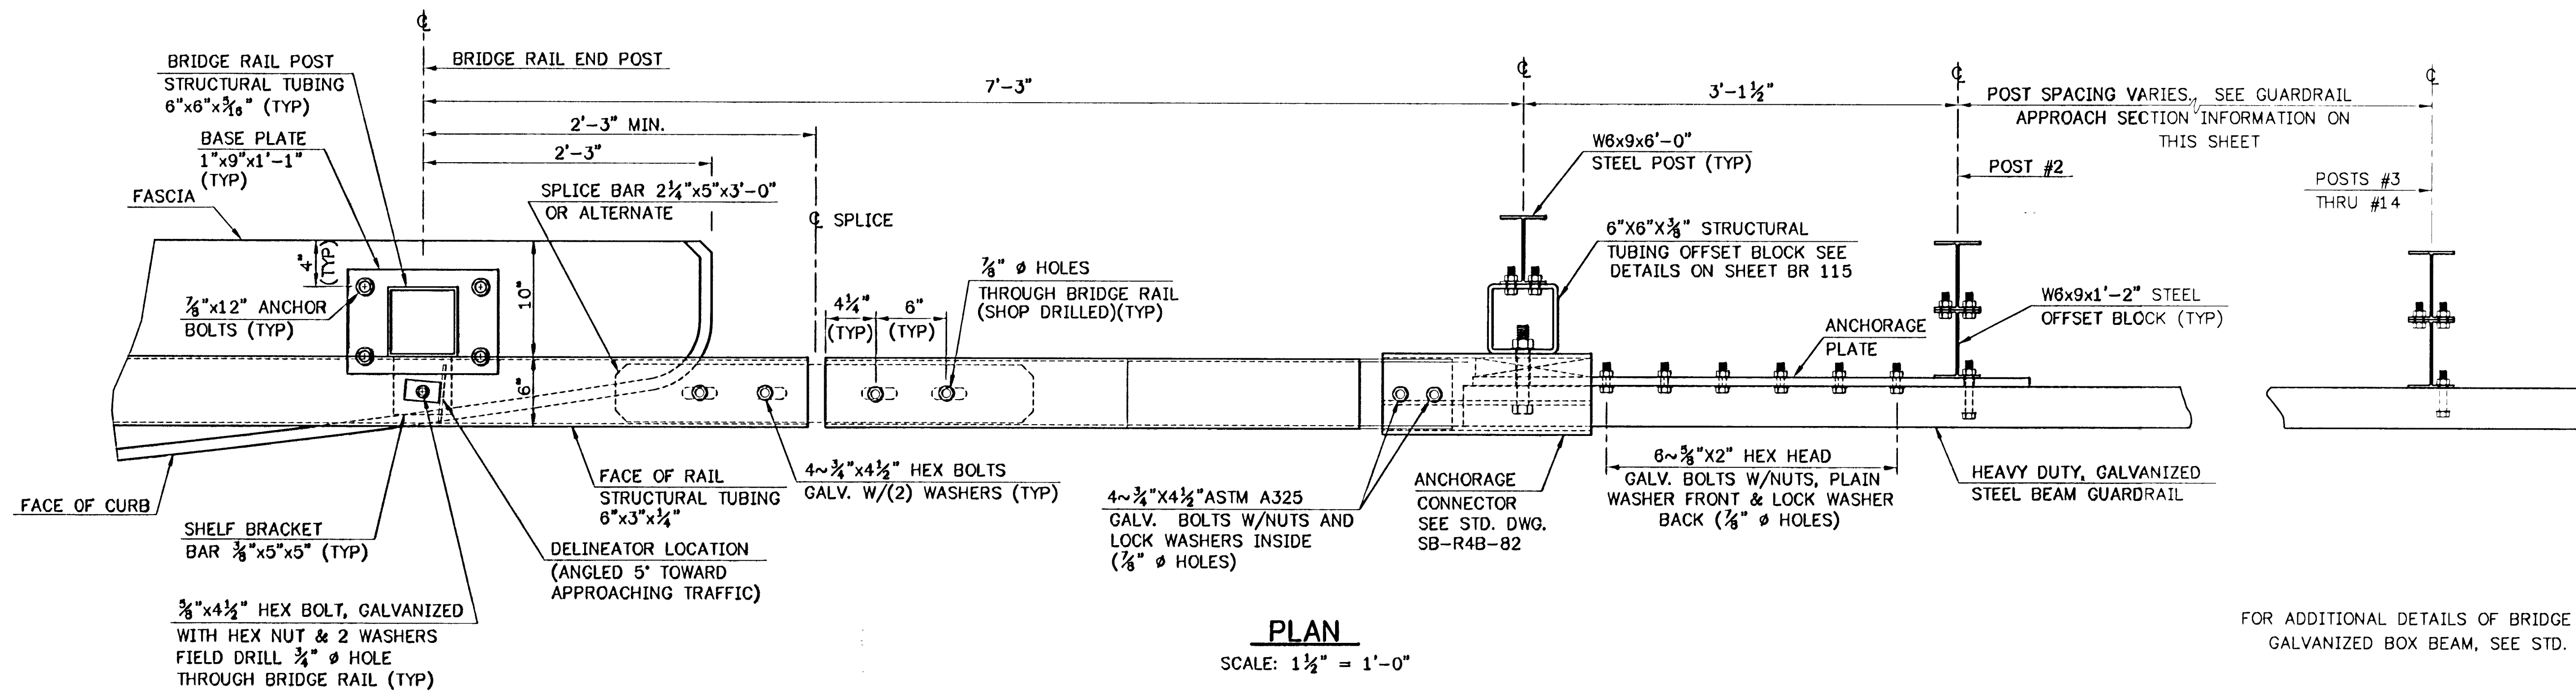 ℄
℄
℄
℄
BRIDGE RAIL POST
STRUCTURAL TUBING
6"x6"x5/16" (TYP)
BRIDGE RAIL END POST
7'-3"
3'-1½"
POST SPACING VARIES, SEE GUARDRAIL
APPROACH SECTION INFORMATION ON
THIS SHEET
2'-3" MIN.
2'-3"
BASE PLATE
1"x9"x1'-1"
(TYP)
FASCIA
SPLICE BAR 2¼"x5"x3'-0"
OR ALTERNATE
℄ SPLICE
W6x9x6'-0"
STEEL POST (TYP)
POST #2
POSTS #3
THRU #14
4"
(TYP)
10"
6"
⅞"x12" ANCHOR
BOLTS (TYP)
⅞" ø HOLES
THROUGH BRIDGE RAIL
(SHOP DRILLED)(TYP)
4¼"
(TYP)
6"
(TYP)
6"X6"X⅜" STRUCTURAL
TUBING OFFSET BLOCK SEE
DETAILS ON SHEET BR 115
W6x9x1'-2" STEEL
OFFSET BLOCK (TYP)
ANCHORAGE
PLATE
FACE OF CURB
SHELF BRACKET
BAR ⅜"x5"x5" (TYP)
FACE OF RAIL
STRUCTURAL TUBING
6"x3"x¼"
4~¾"x4½" HEX BOLTS
GALV. W/(2) WASHERS (TYP)
DELINEATOR LOCATION
(ANGLED 5° TOWARD
APPROACHING TRAFFIC)
⅝"x4½" HEX BOLT, GALVANIZED
WITH HEX NUT & 2 WASHERS
FIELD DRILL ¾" ø HOLE
THROUGH BRIDGE RAIL (TYP)
4~¾"X4½"ASTM A325
GALV. BOLTS W/NUTS AND
LOCK WASHERS INSIDE
(⅞" ø HOLES)
ANCHORAGE
CONNECTOR
SEE STD. DWG.
SB-R4B-82
6~⅝"X2" HEX HEAD
GALV. BOLTS W/NUTS, PLAIN
WASHER FRONT & LOCK WASHER
BACK (⅞" ø HOLES)
HEAVY DUTY, GALVANIZED
STEEL BEAM GUARDRAIL
PLAN
SCALE: 1½" = 1'-0"
FOR ADDITIONAL DETAILS OF BRIDGE
GALVANIZED BOX BEAM, SEE STD.